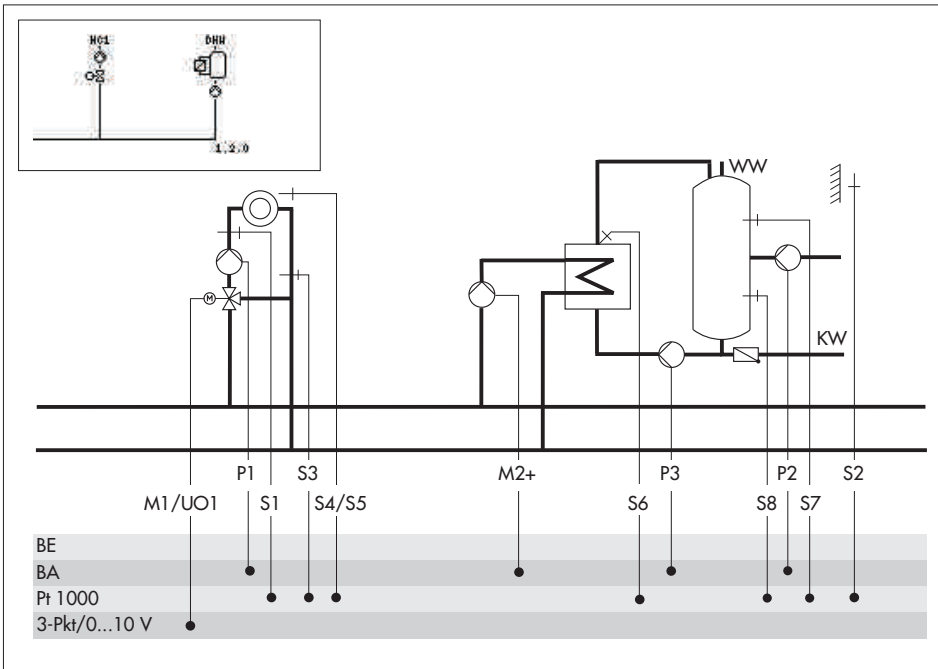 HC1 DHW
1,2,0
WW
M
KW
P1 S3 M2+ P3 P2 S2
M1/UO1 S1 S4/S5 S6 S8 S7
BE
BA
Pt 1000
3-Pkt/0...10 V